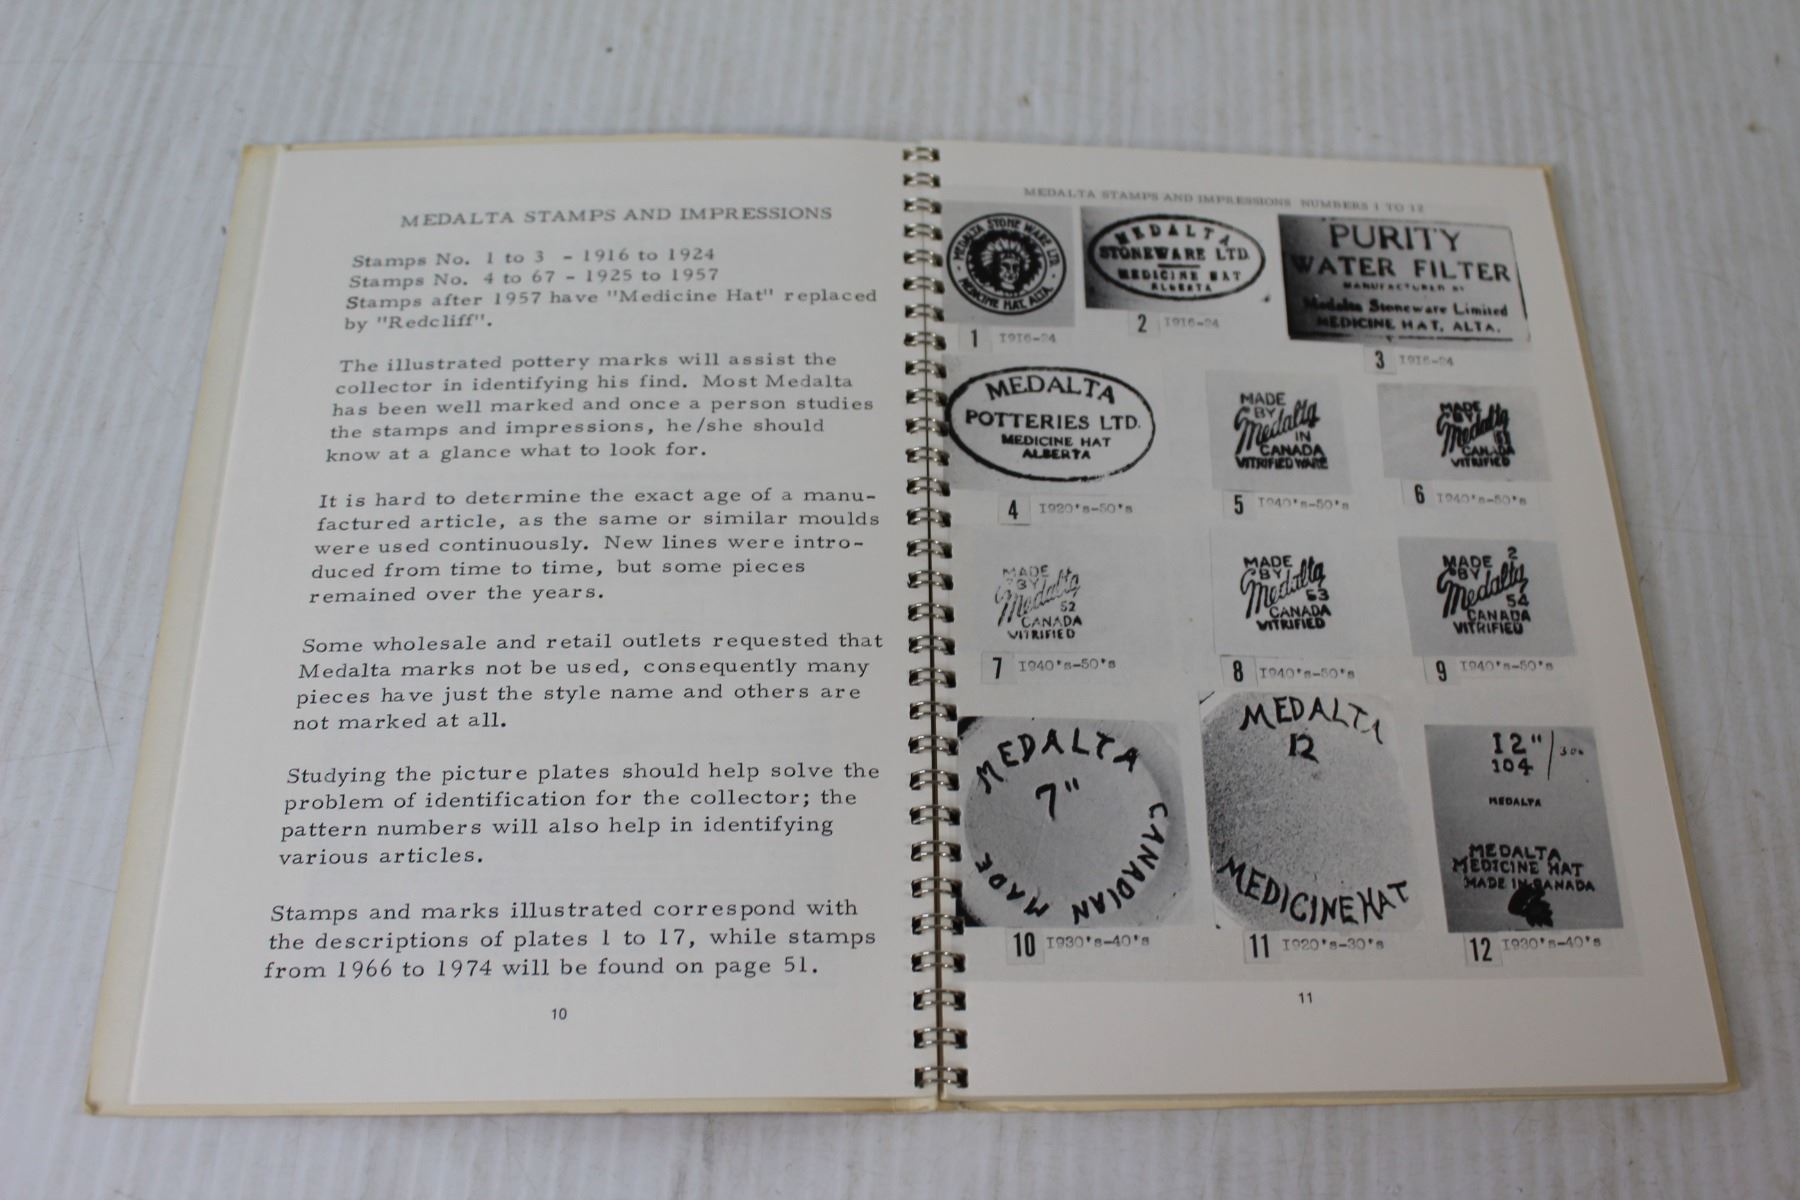 MEDALTA STAMPS AND IMPRESSIONS
Stamps No. 1 to 3 - 1916 to 1924
Stamps No. 4 to 67 - 1925 to 1957
Stamps after 1957 have "Medicine Hat" replaced
by "Redcliff".
The illustrated pottery marks will assist the
collector in identifying his find. Most Medalta
has been well marked and once a person studies
the stamps and impressions, he/she should
know at a glance what to look for.
It is hard to determine the exact age of a manu-
factured article, as the same or similar moulds
were used continuously. New lines were intro-
duced from time to time, but some pieces
remained over the years.
Some wholesale and retail outlets requested that
Medalta marks not be used, consequently many
pieces have just the style name and others are
not marked at all.
Studying the picture plates should help solve the
problem of identification for the collector; the
pattern numbers will also help in identifying
various articles.
Stamps and marks illustrated correspond with
the descriptions of plates 1 to 17, while stamps
from 1966 to 1974 will be found on page 51.
10
MEDALTA STAMPS AND IMPRESSIONS NUMBERS 1 TO 12
MEDALTA STONE WARE LTD.
MEDICINE HAT, ALTA.
1 1916-24
MEDALTA
STONEWARE LTD
MEDICINE HAT
ALBERTA
2 1916-24
PURITY
WATER FILTER
MANUFACTURED BY
Medalta Stoneware Limited
MEDICINE HAT, ALTA.
3 1916-24
MEDALTA
POTTERIES LTD.
MEDICINE HAT
ALBERTA
4 1920's-50's
MADE
BY
Medalta
IN
CANADA
VITRIFIED WARE
5 1940's-50's
MADE
BY
Medalta
CANADA
VITRIFIED
6 1940's-50's
MADE
BY
Medalta
52
CANADA
VITRIFIED
7 1940's-50's
MADE
BY
Medalta
53
CANADA
VITRIFIED
8 1940's-50's
MADE 2
BY
Medalta
54
CANADA
VITRIFIED
9 1940's-50's
MEDALTA
7"
CANADIAN
MADE
10 1930's-40's
MEDALTA
12
MEDICINE HAT
11 1920's-30's
12"
104
MEDALTA
MEDALTA
MEDICINE HAT
MADE IN CANADA
12 1930's-40's
11